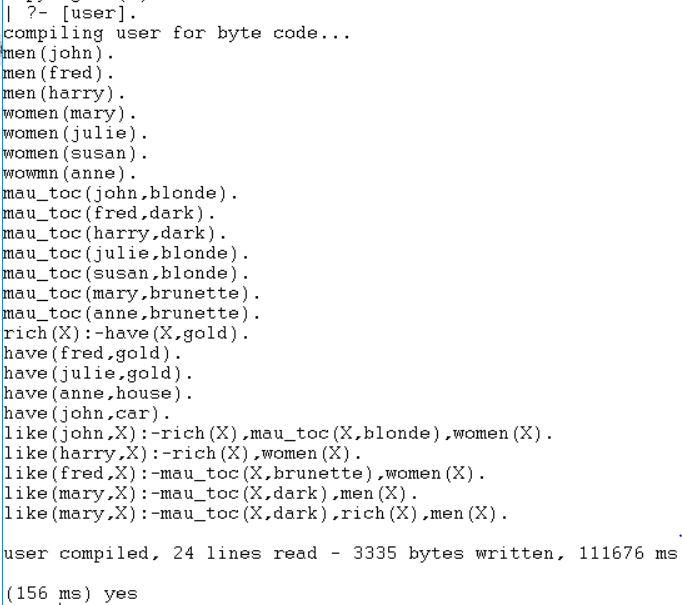 | ?- [user].
compiling user for byte code...
men(john).
men(fred).
men(harry).
women(mary).
women(julie).
women(susan).
wowmn(anne).
mau_toc(john,blonde).
mau_toc(fred,dark).
mau_toc(harry,dark).
mau_toc(julie,blonde).
mau_toc(susan,blonde).
mau_toc(mary,brunette).
mau_toc(anne,brunette).
rich(X):-have(X,gold).
have(fred,gold).
have(julie,gold).
have(anne,house).
have(john,car).
like(john,X):-rich(X),mau_toc(X,blonde),women(X).
like(harry,X):-rich(X),women(X).
like(fred,X):-mau_toc(X,brunette),women(X).
like(mary,X):-mau_toc(X,dark),men(X).
like(mary,X):-mau_toc(X,dark),rich(X),men(X).
user compiled, 24 lines read - 3335 bytes written, 111676 ms
(156 ms) yes